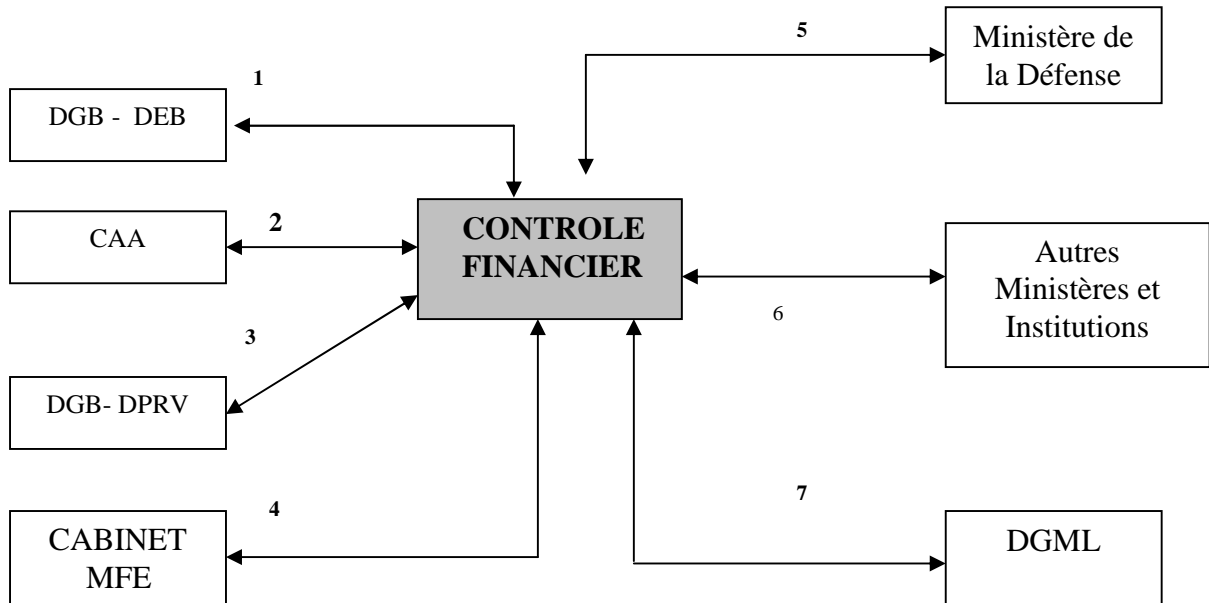 5
Ministère de
la Défense
1
DGB - DEB
CAA
2
CONTROLE
FINANCIER
Autres
Ministères et
Institutions
6
3
DGB- DPRV
4
CABINET
MFE
7
DGML